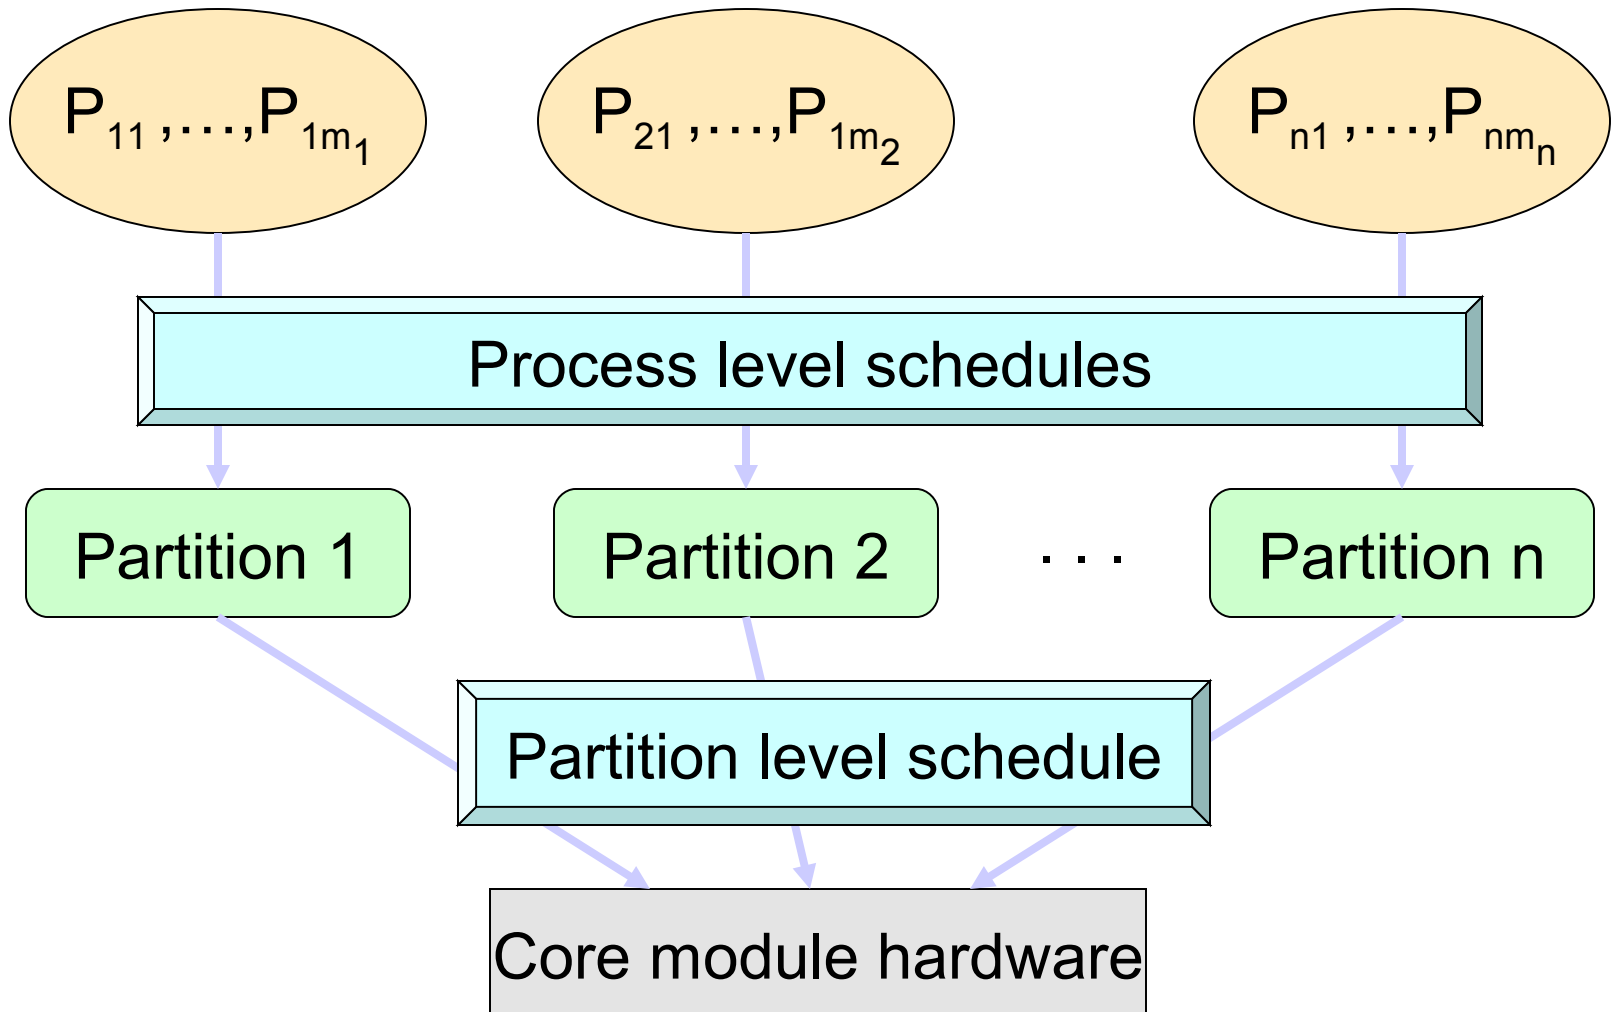 P₁₁ ,…,P₁ₘ₁
P₂₁ ,…,P₁ₘ₂
Pₙ₁ ,…,Pₙₘₙ
Process level schedules
Partition 1
Partition 2
. . .
Partition n
Partition level schedule
Core module hardware